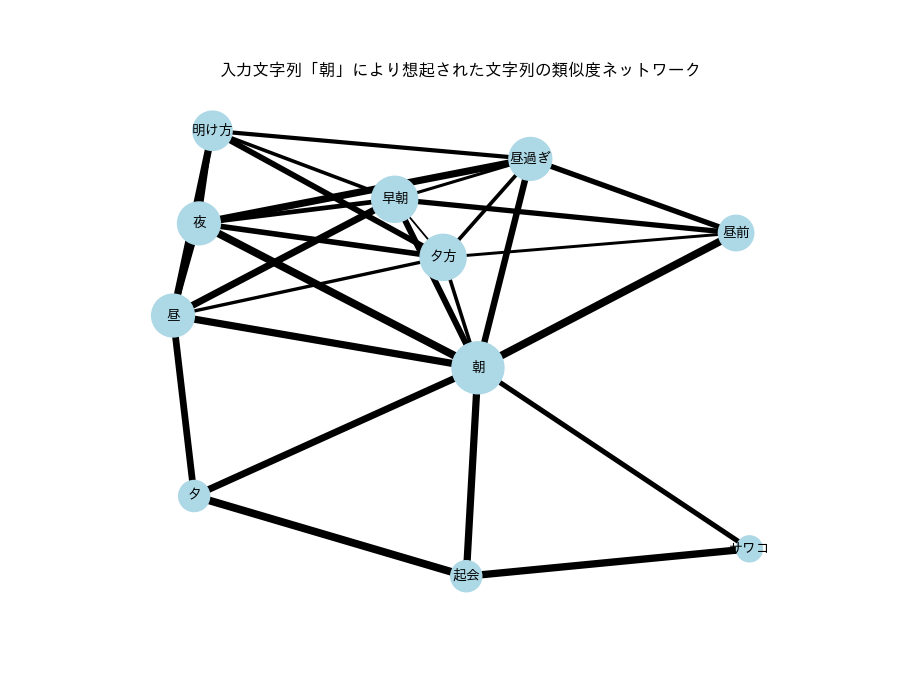 入力文字列「朝」により想起された文字列の類似度ネットワーク
明け方
昼過ぎ
早朝
夜
昼前
夕方
昼
朝
夕
サワコ
起会